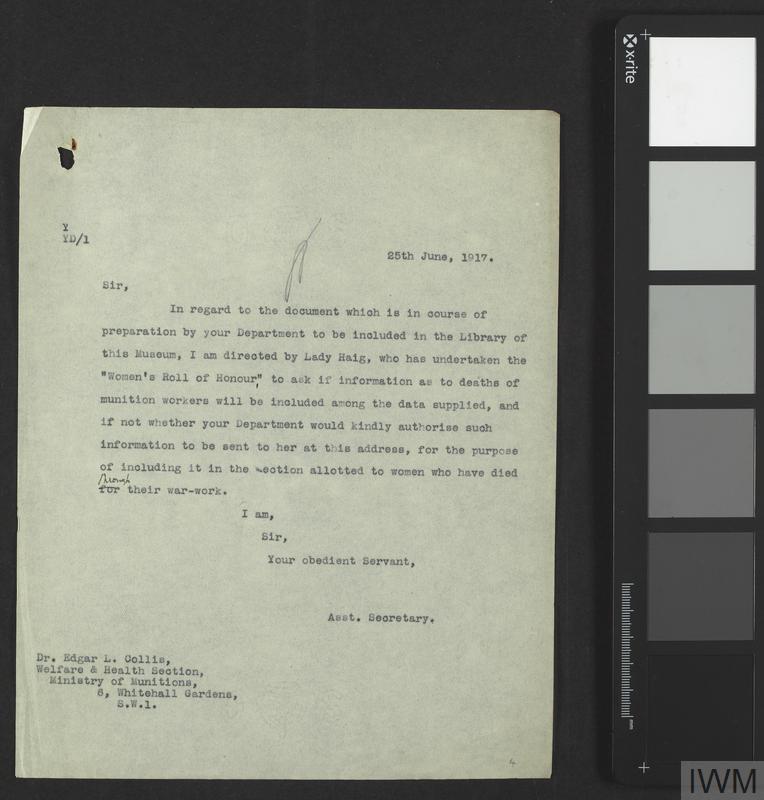 x-rite
Y
YD/1
25th June, 1917.
Sir,
In regard to the document which is in course of
preparation by your Department to be included in the Library of
this Museum, I am directed by Lady Haig, who has undertaken the
"Women's Roll of Honour," to ask if information as to deaths of
munition workers will be included among the data supplied, and
if not whether your Department would kindly authorise such
information to be sent to her at this address, for the purpose
of including it in the section allotted to women who have died
through
for their war-work.
I am,
Sir,
Your obedient Servant,
Asst. Secretary.
Dr. Edgar L. Collis,
Welfare & Health Section,
Ministry of Munitions,
8, Whitehall Gardens,
S.W.1.
4
mm
IWM